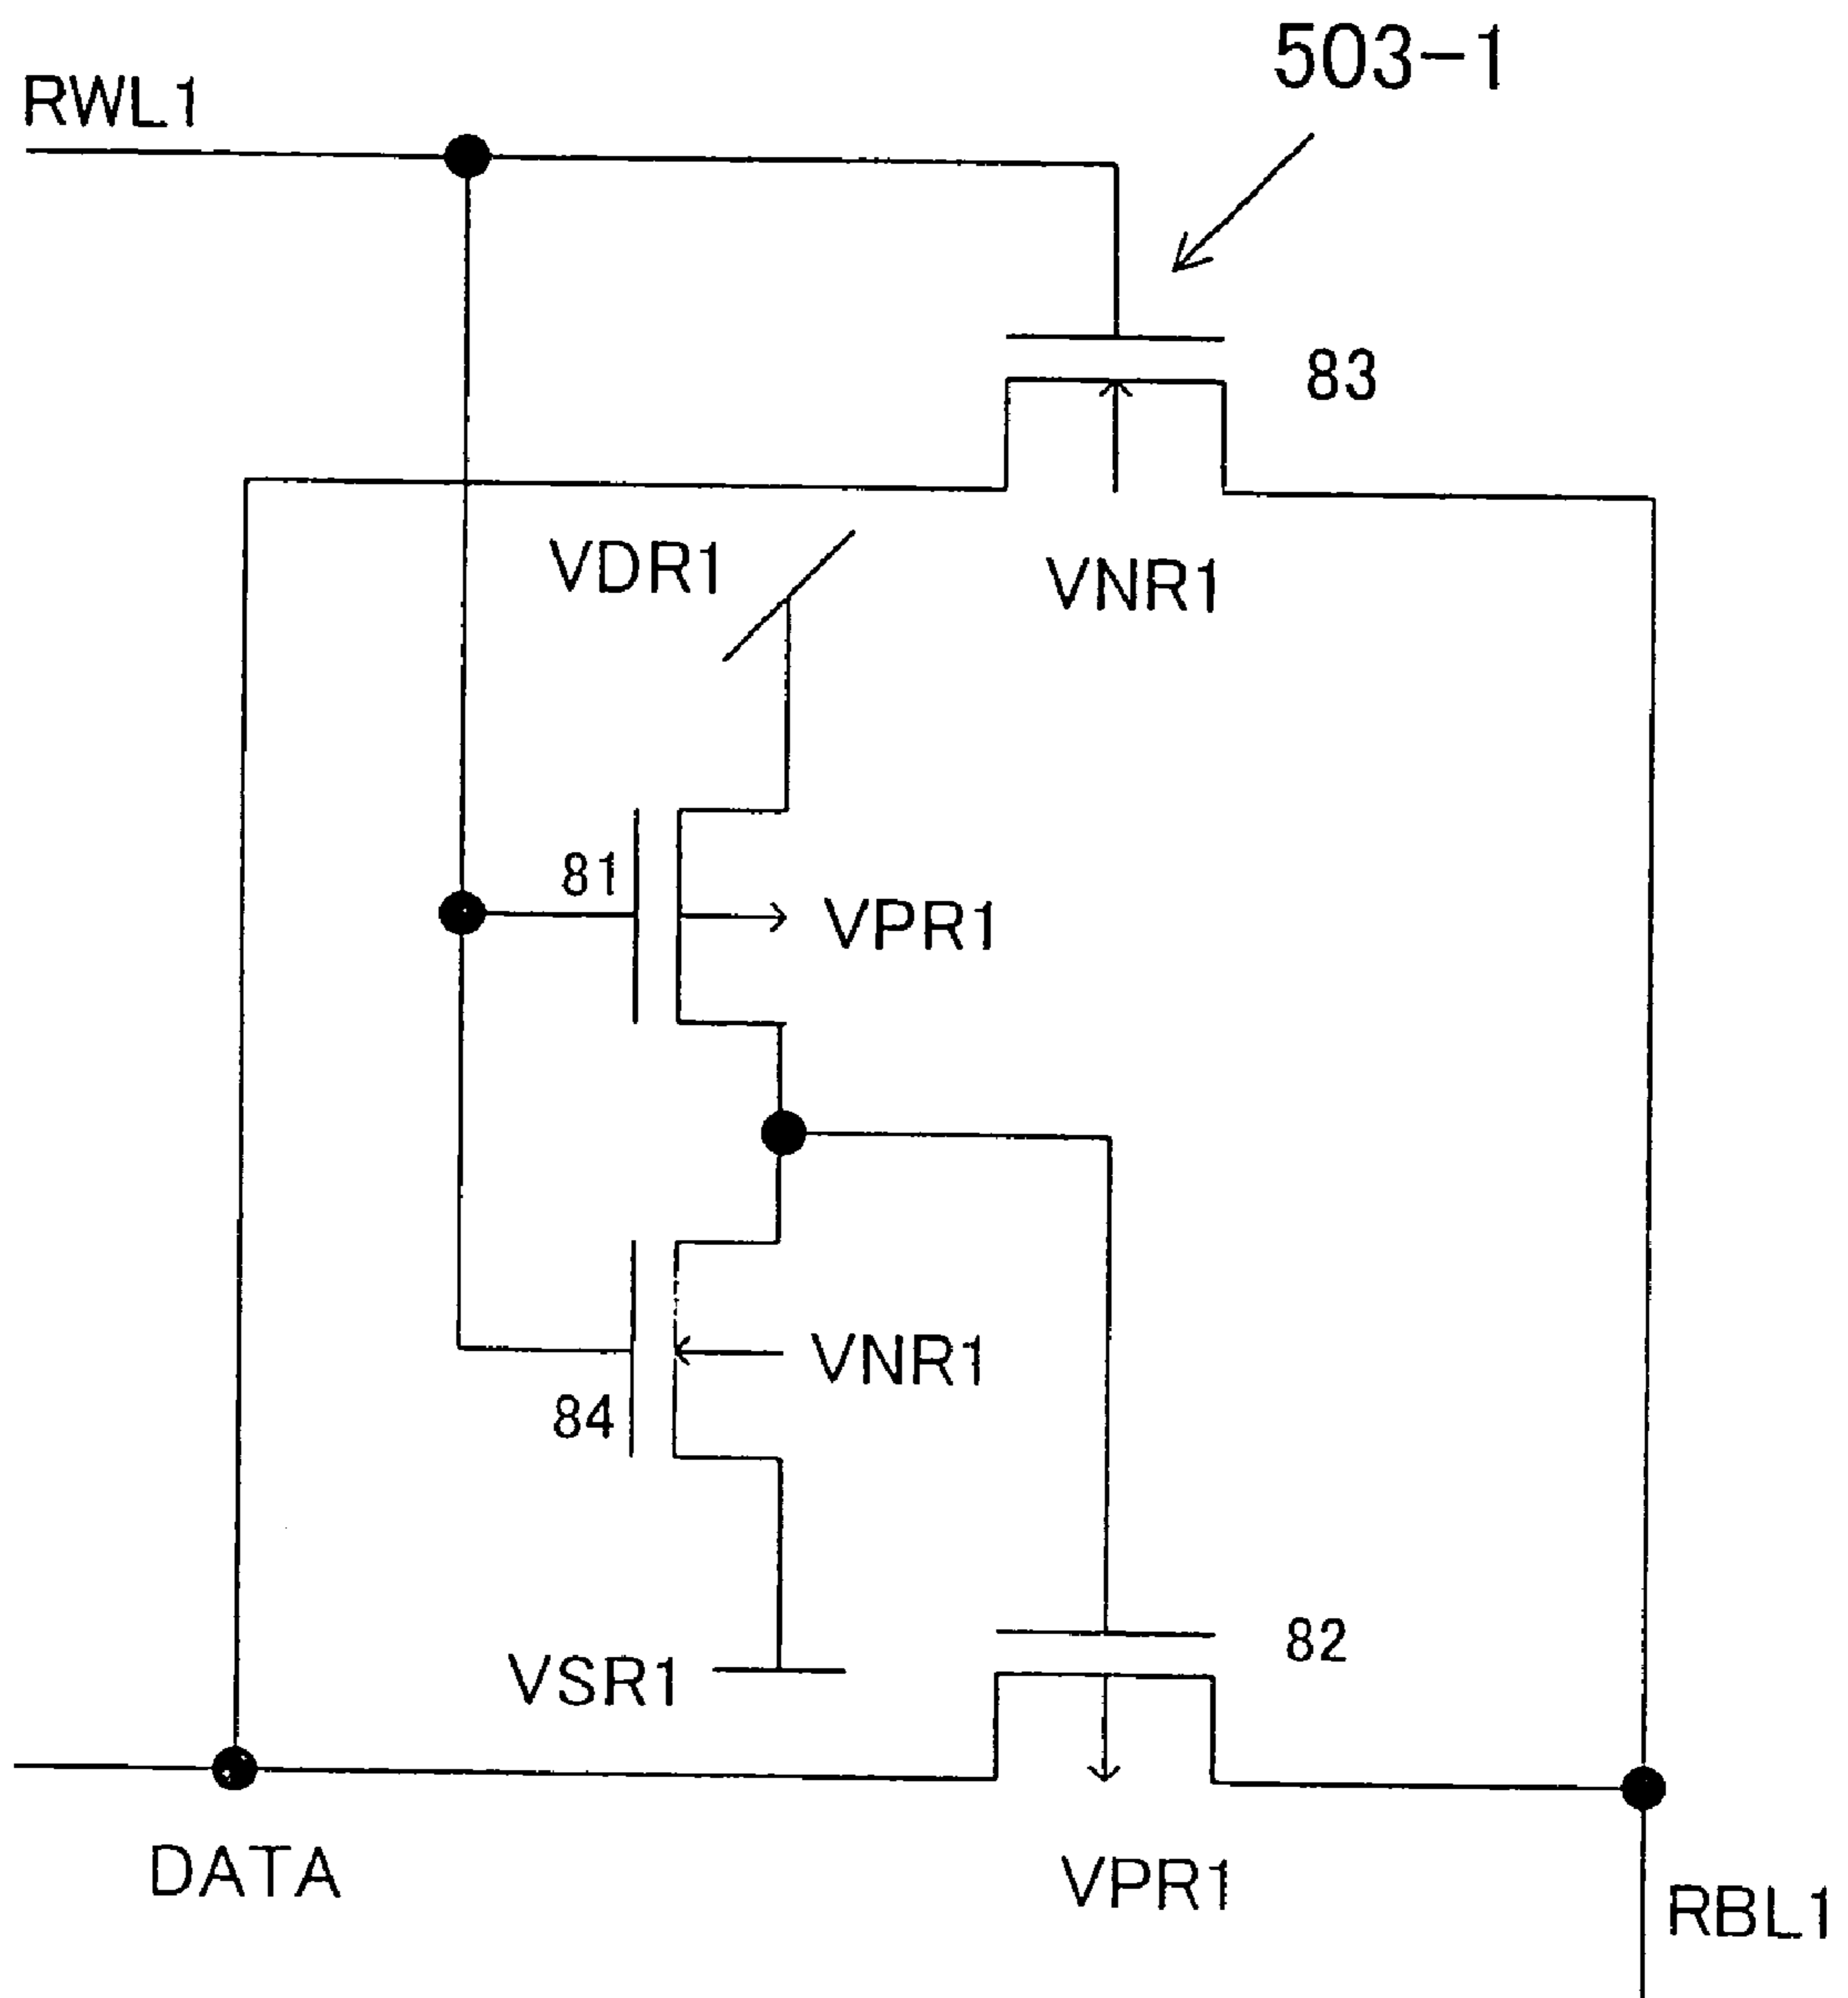 503-1
RWL1
83
VDR1
VNR1
81
VPR1
VNR1
84
82
VSR1
DATA
VPR1
RBL1